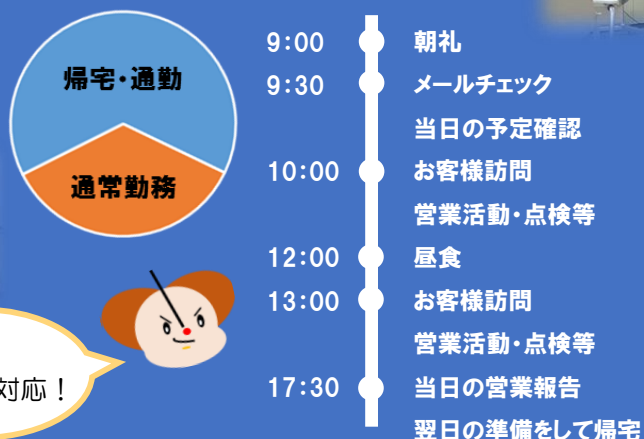 帰宅・通勤
通常勤務
9:00 朝礼
9:30 メールチェック
当日の予定確認
10:00 お客様訪問
営業活動・点検等
12:00 昼食
13:00 お客様訪問
営業活動・点検等
17:30 当日の営業報告
翌日の準備をして帰宅
対応！